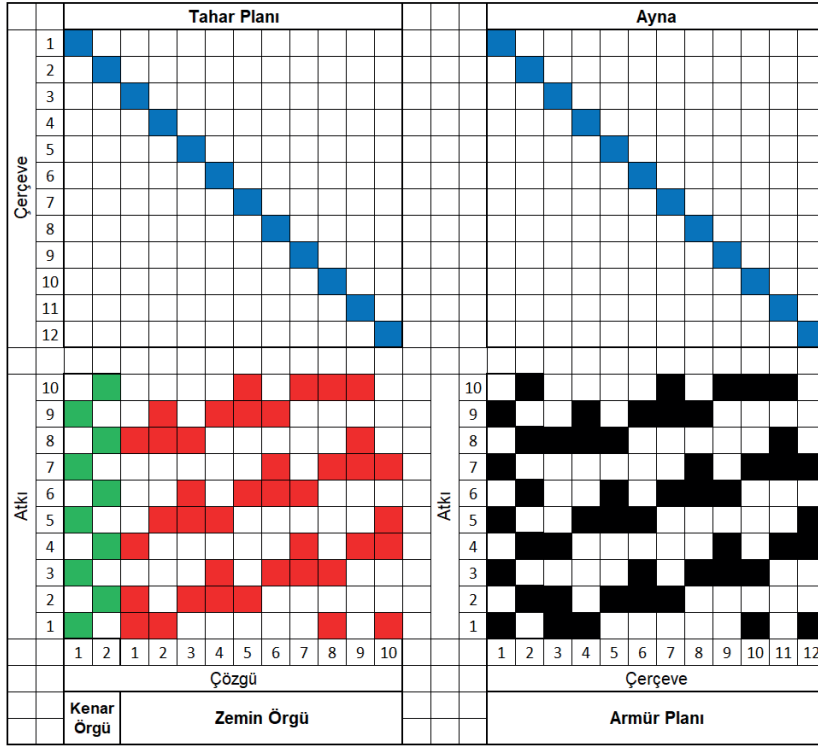 Tahar Planı Ayna
Çerçeve
1
2
3
4
5
6
7
8
9
10
11
12
Atkı Atkı
10 10
9 9
8 8
7 7
6 6
5 5
4 4
3 3
2 2
1 1
1 2 1 2 3 4 5 6 7 8 9 10 1 2 3 4 5 6 7 8 9 10 11 12
Çözgü Çerçeve
Kenar
Örgü
Zemin Örgü Armür Planı